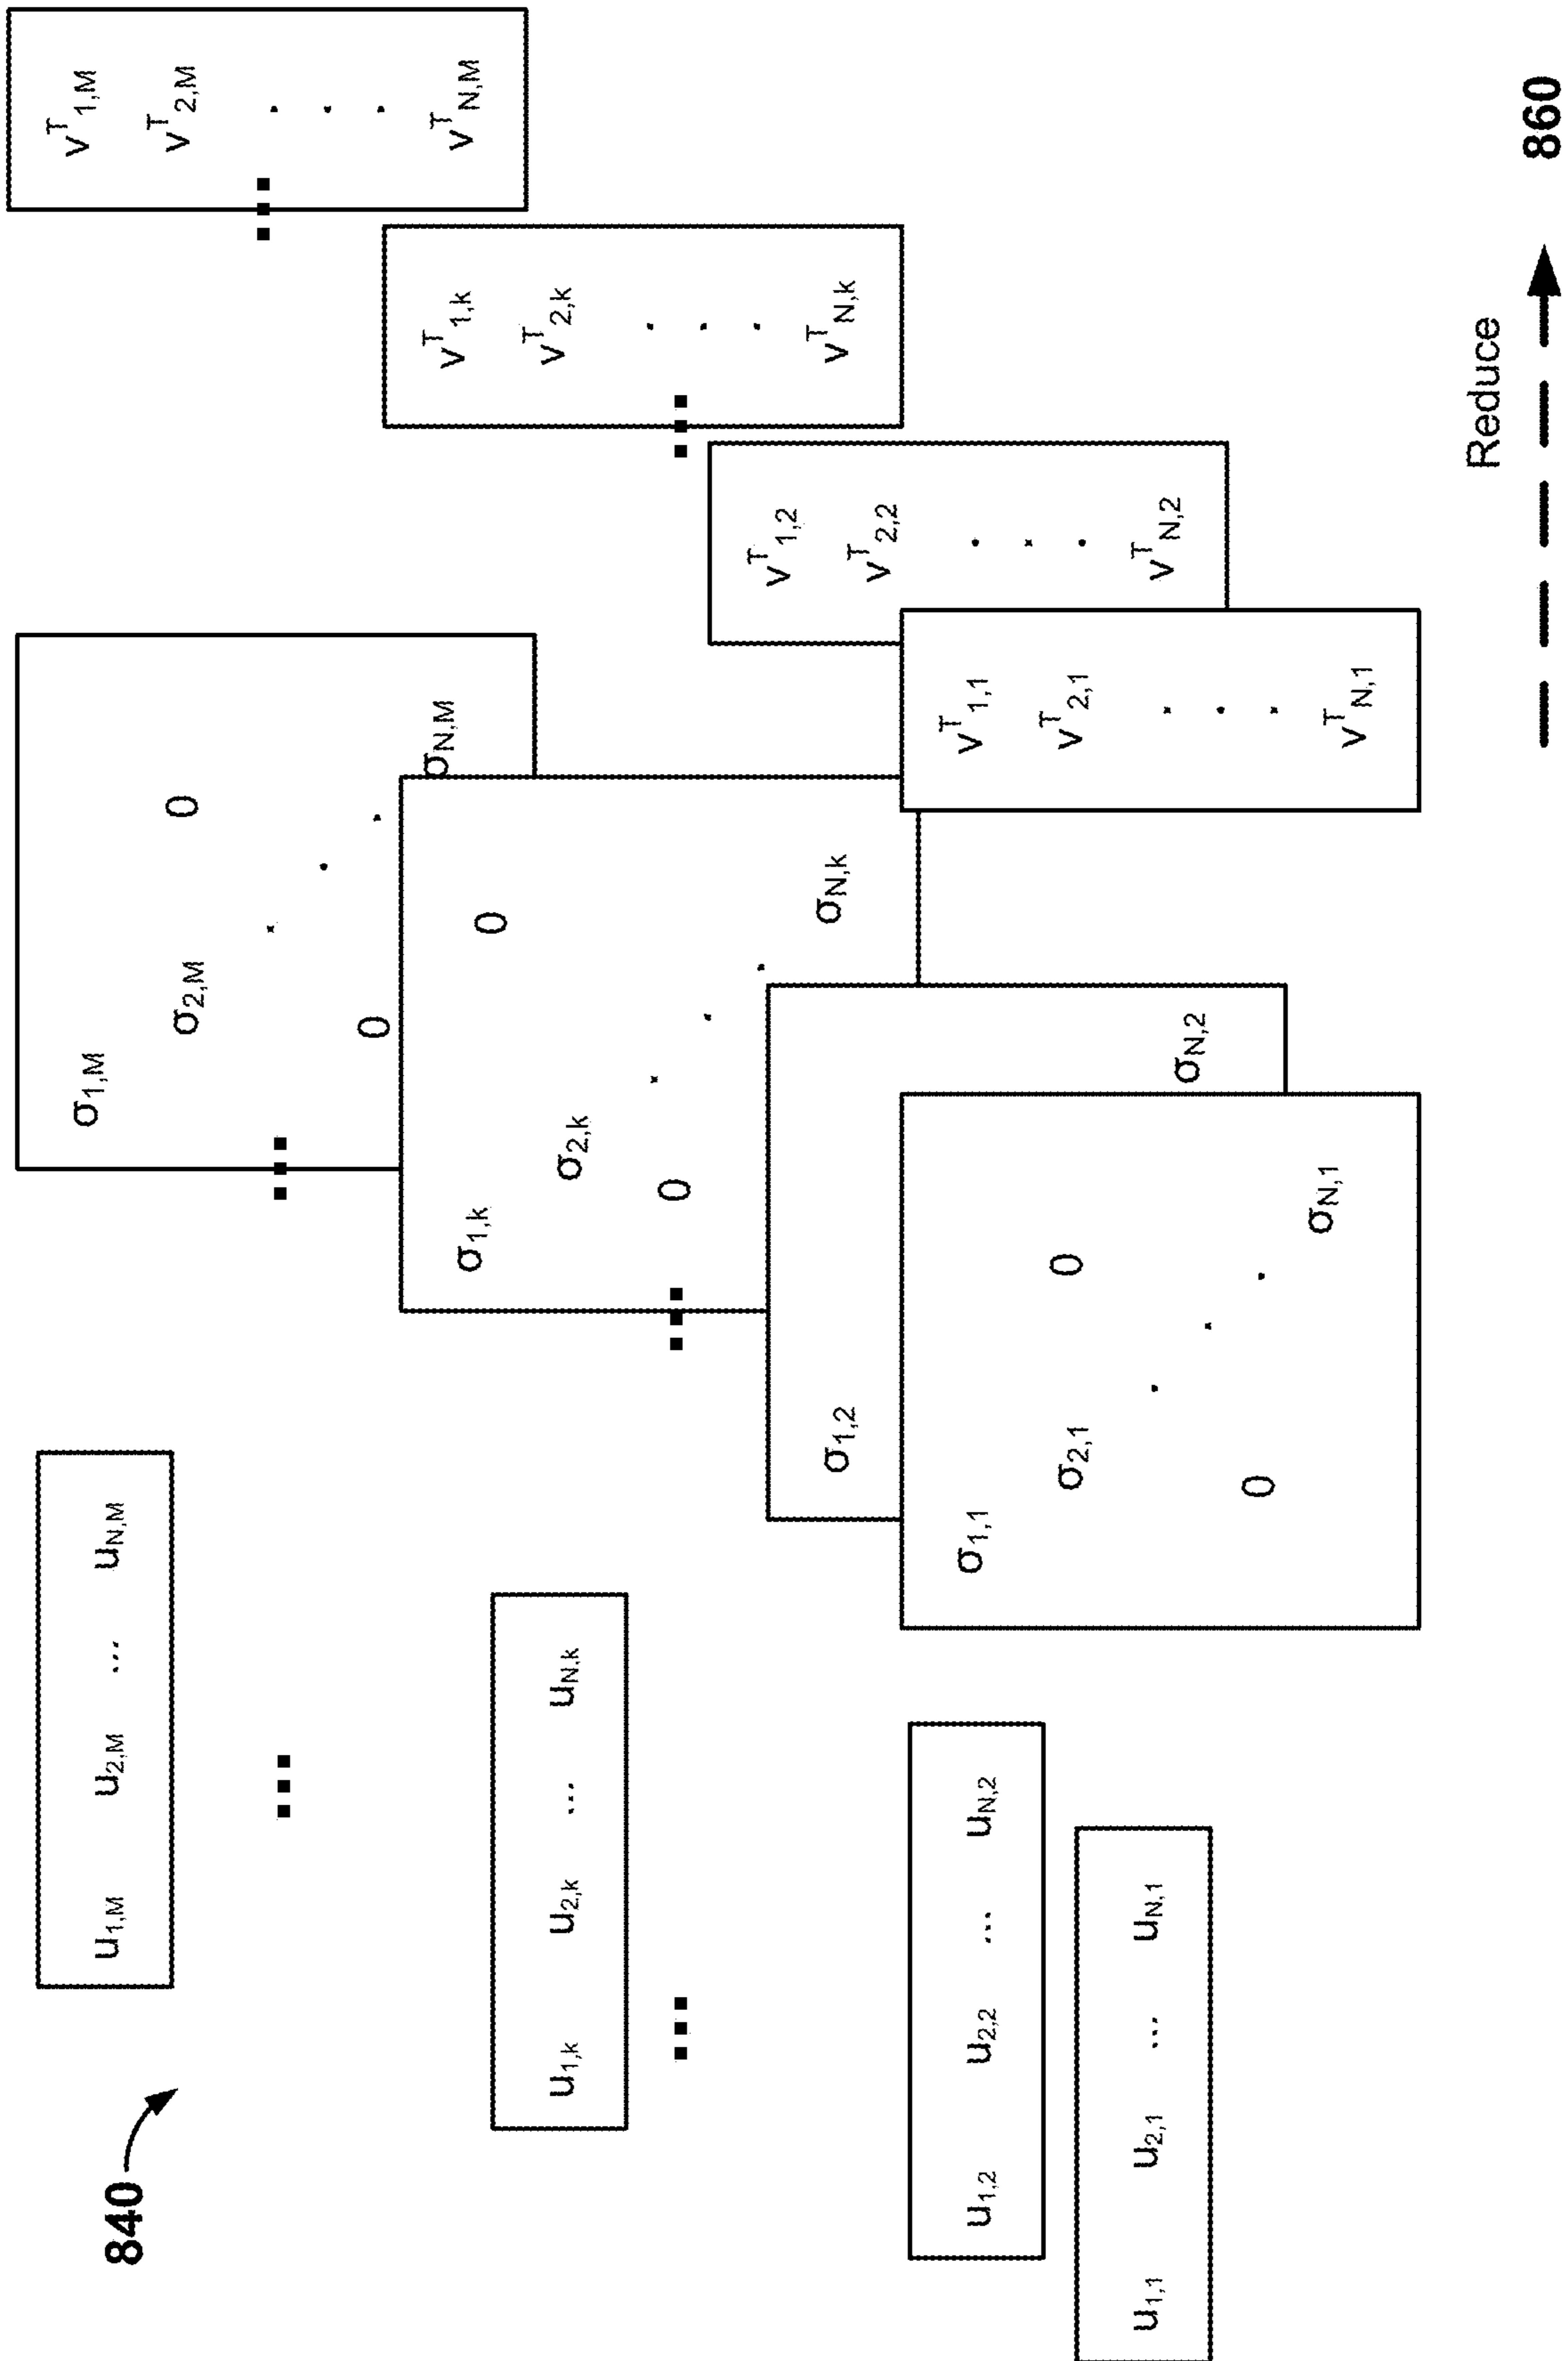 840
u1,M u2,M ... uN,M
u1,k u2,k ... uN,k
u1,2 u2,2 ... uN,2
u1,1 u2,1 ... uN,1
σ1,M
σ2,M 0
0
σN,M
σ1,k
σ2,k 0
0
σN,k
σ1,2
σN,2
σ1,1
σ2,1 0
0
σN,1
vT1,M
vT2,M
vTN,M
vT1,k
vT2,k
vTN,k
vT1,2
vT2,2
vTN,2
vT1,1
vT2,1
vTN,1
Reduce
860